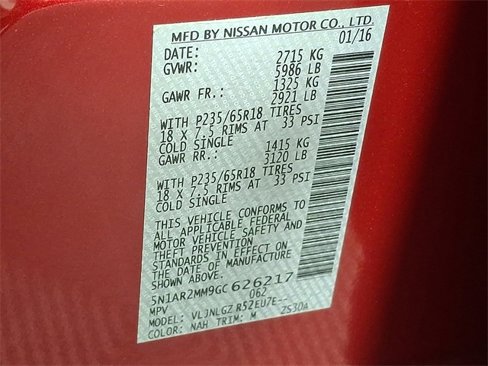 MFD BY NISSAN MOTOR CO., LTD.
DATE: 01/16
GVWR: 2715 KG
5986 LB
GAWR FR.: 1325 KG
2921 LB
WITH P235/65R18 TIRES
18 X 7.5 RIMS AT 33 PSI
COLD SINGLE
GAWR RR.: 1415 KG
3120 LB
WITH P235/65R18 TIRES
18 X 7.5 RIMS AT 33 PSI
COLD SINGLE
THIS VEHICLE CONFORMS TO
ALL APPLICABLE FEDERAL
MOTOR VEHICLE SAFETY AND
THEFT PREVENTION
STANDARDS IN EFFECT ON
THE DATE OF MANUFACTURE
SHOWN ABOVE.
5N1AR2MM9GC626217
MPV 062
MODEL: VLJNLGZ R52EU7E--
COLOR: NAH TRIM: M ZS30A